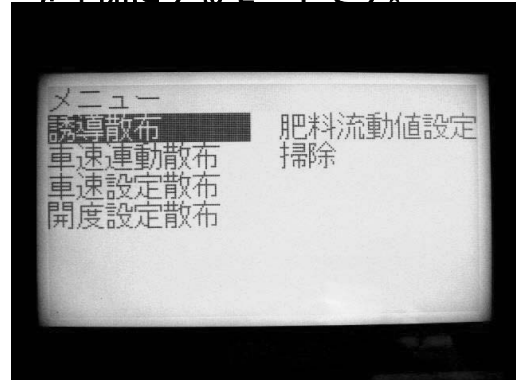 メニュー
誘導散布
車速連動散布
車速設定散布
開度設定散布
肥料流動値設定
掃除